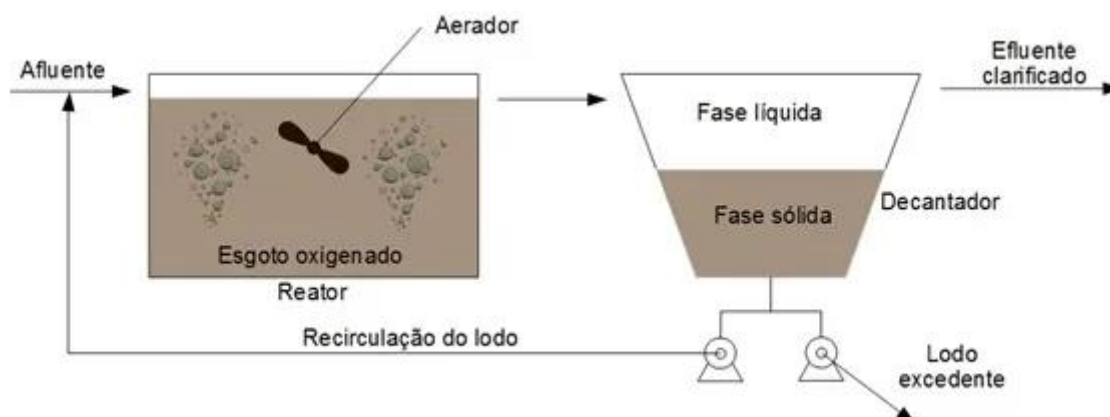 Aerador
Afluente
Efluente
clarificado
Fase líquida
Fase sólida
Decantador
Esgoto oxigenado
Reator
Recirculação do lodo
Lodo
excedente